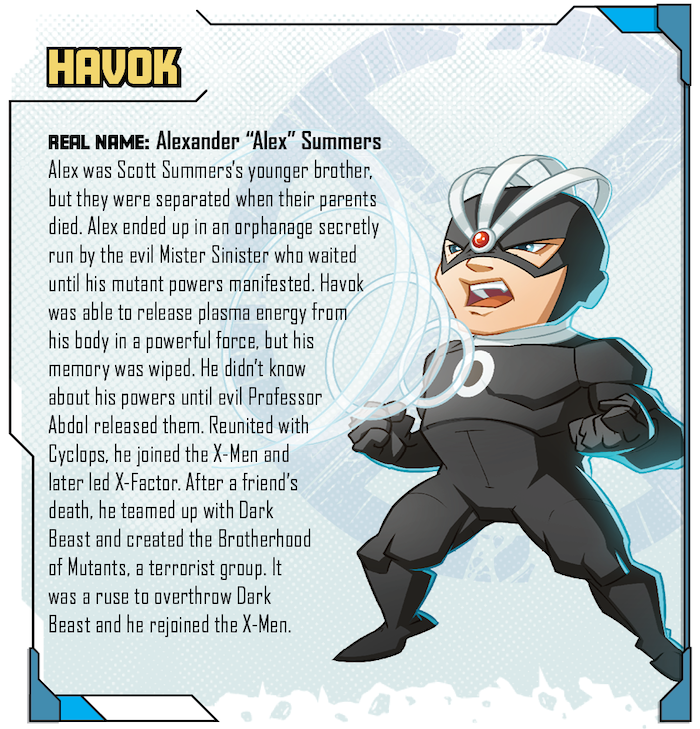 HAVOK
REAL NAME: Alexander “Alex” Summers
Alex was Scott Summers's younger brother,
but they were separated when their parents
died. Alex ended up in an orphanage secretly
run by the evil Mister Sinister who waited
until his mutant powers manifested. Havok
was able to release plasma energy from
his body in a powerful force, but his
memory was wiped. He didn't know
about his powers until evil Professor
Abdol released them. Reunited with
Cyclops, he joined the X-Men and
later led X-Factor. After a friend's
death, he teamed up with Dark
Beast and created the Brotherhood
of Mutants, a terrorist group. It
was a ruse to overthrow Dark
Beast and he rejoined the X-Men.